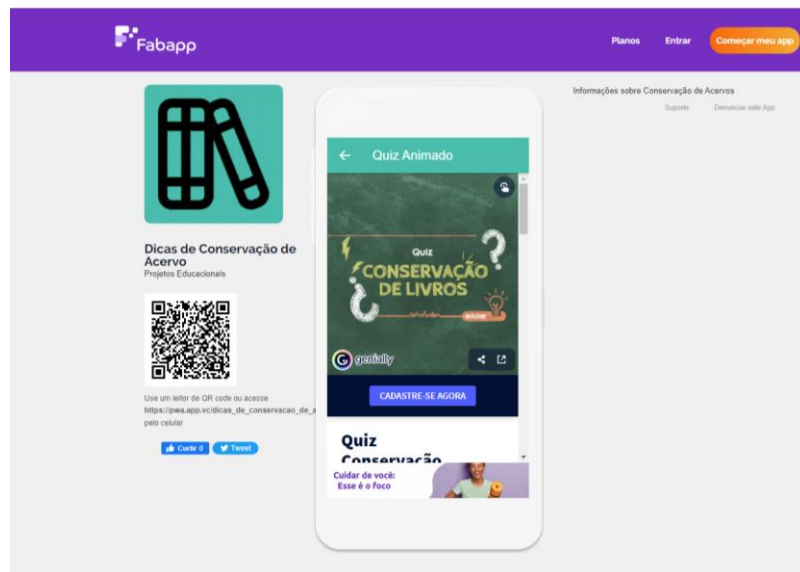 Fabapp
Planos
Entrar
Começar meu app
Dicas de Conservação de
Acervo
Projetos Educacionais
Use um leitor de QR code ou acesse
https://pwa.app.vc/dicas_de_conservacao_de_a
pelo celular
Curtir 0
Tweet
Quiz Animado
Quiz
CONSERVAÇÃO
DE LIVROS
Iniciar
genially
CADASTRE-SE AGORA
Quiz
Conservação
Cuidar de você:
Esse é o foco
Informações sobre Conservação de Acervos
Suporte
Denunciar este App